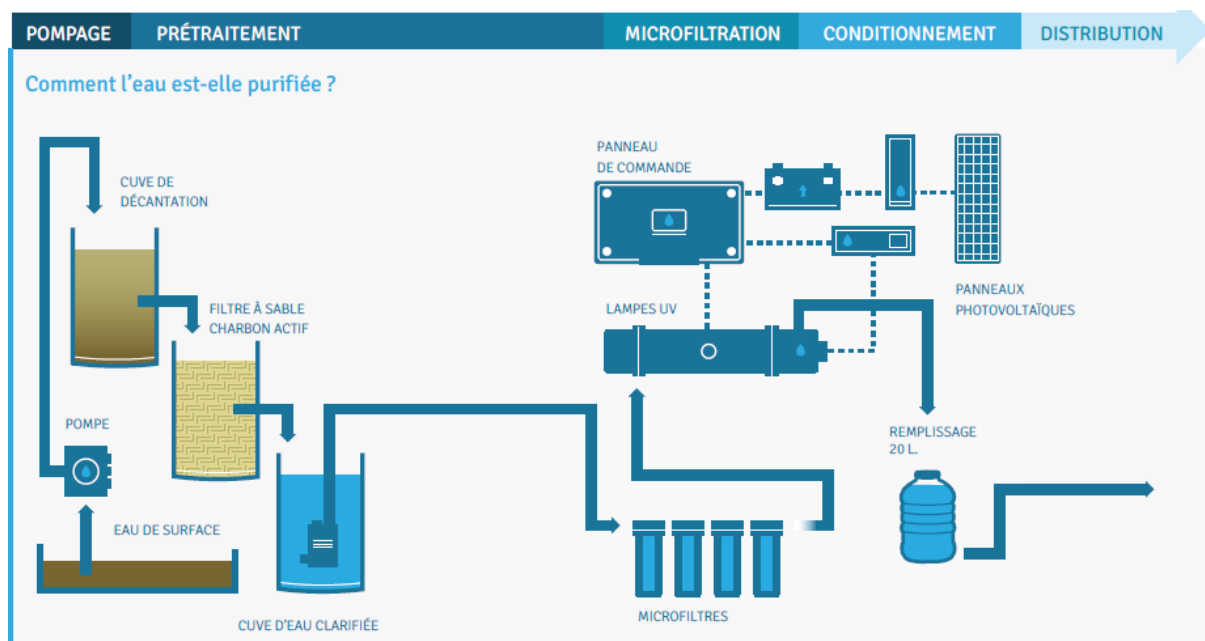 POMPAGE
PRÉTRAITEMENT
MICROFILTRATION
CONDITIONNEMENT
DISTRIBUTION
Comment l'eau est-elle purifiée ?
CUVE DE
DÉCANTATION
FILTRE À SABLE
CHARBON ACTIF
POMPE
EAU DE SURFACE
CUVE D'EAU CLARIFIÉE
PANNEAU
DE COMMANDE
LAMPES UV
PANNEAUX
PHOTOVOLTAÏQUES
REMPLISSAGE
20 L.
MICROFILTRES